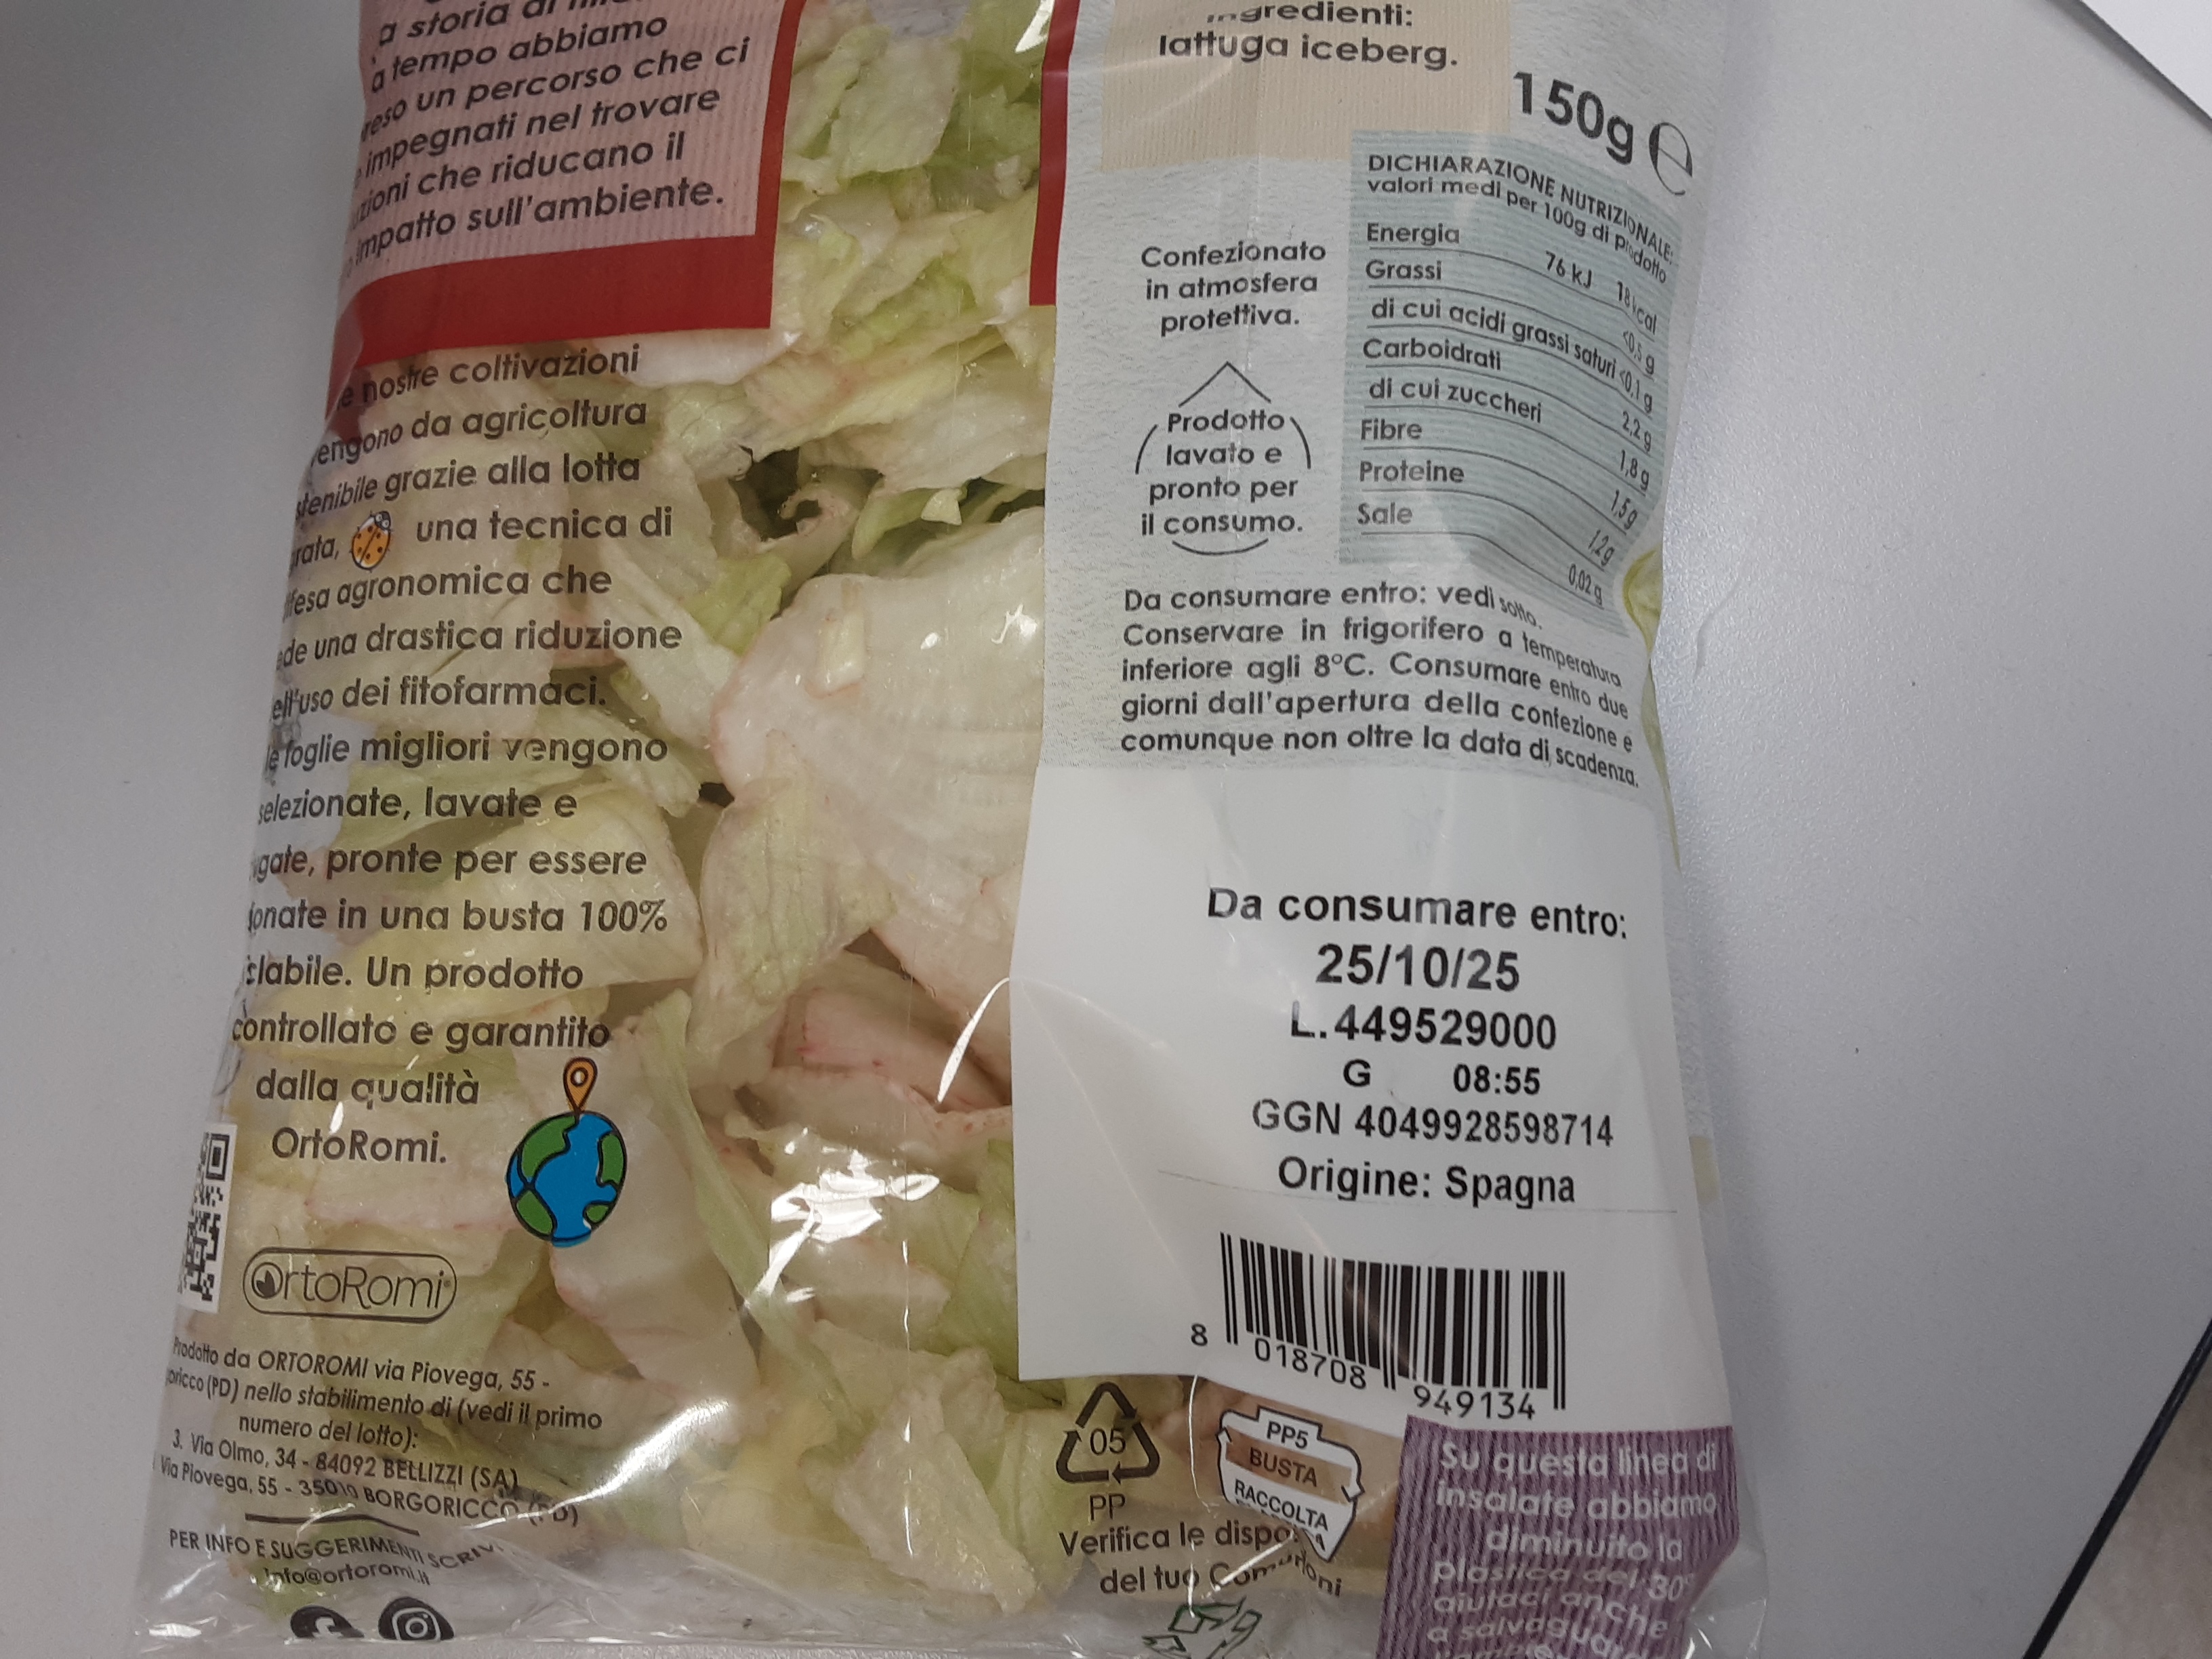 a storia di
a tempo abbiamo
reso un percorso che ci
impegnati nel trovare
zioni che riducano il
impatto sull'ambiente.
e nostre coltivazioni
engono da agricoltura
stenibile grazie alla lotta
rata, una tecnica di
ifesa agronomica che
ede una drastica riduzione
ell'uso dei fitofarmaci.
le foglie migliori vengono
selezionate, lavate e
ugate, pronte per essere
onate in una busta 100%
clabile. Un prodotto
controllato e garantito
dalla qualità
OrtoRomi.
OrtoRomi
Prodotto da ORTOROMI via Piovega, 55 -
oricco (PD) nello stabilimento di (vedi il primo
numero del lotto):
3. Via Olmo, 34 - 84092 BELLIZZI (SA)
Via Piovega, 55 - 35010 BORGORICCO (PD)
PER INFO E SUGGERIMENTI SCRIVI
info@ortoromi.it
ingredienti:
lattuga iceberg.
150g e
Confezionato
in atmosfera
protettiva.
Prodotto
lavato e
pronto per
il consumo.
DICHIARAZIONE NUTRIZIONALE:
valori medi per 100g di prodotto
Energia 76 kJ 18 kcal
Grassi <0,5 g
di cui acidi grassi saturi <0,1 g
Carboidrati 2,2 g
di cui zuccheri 1,8 g
Fibre 1,5 g
Proteine 1,2 g
Sale 0,02 g
Da consumare entro: vedi sotto.
Conservare in frigorifero a temperatura
inferiore agli 8°C. Consumare entro due
giorni dall'apertura della confezione e
comunque non oltre la data di scadenza.
Da consumare entro:
25/10/25
L.449529000
G 08:55
GGN 4049928598714
Origine: Spagna
8 018708 949134
05
PP
PP5
BUSTA
RACCOLTA
Verifica le dispo
del tuo Com
Su questa linea di
insalate abbiamo
diminuito la
plastica del 30%
aiutaci anche
a salvaguar